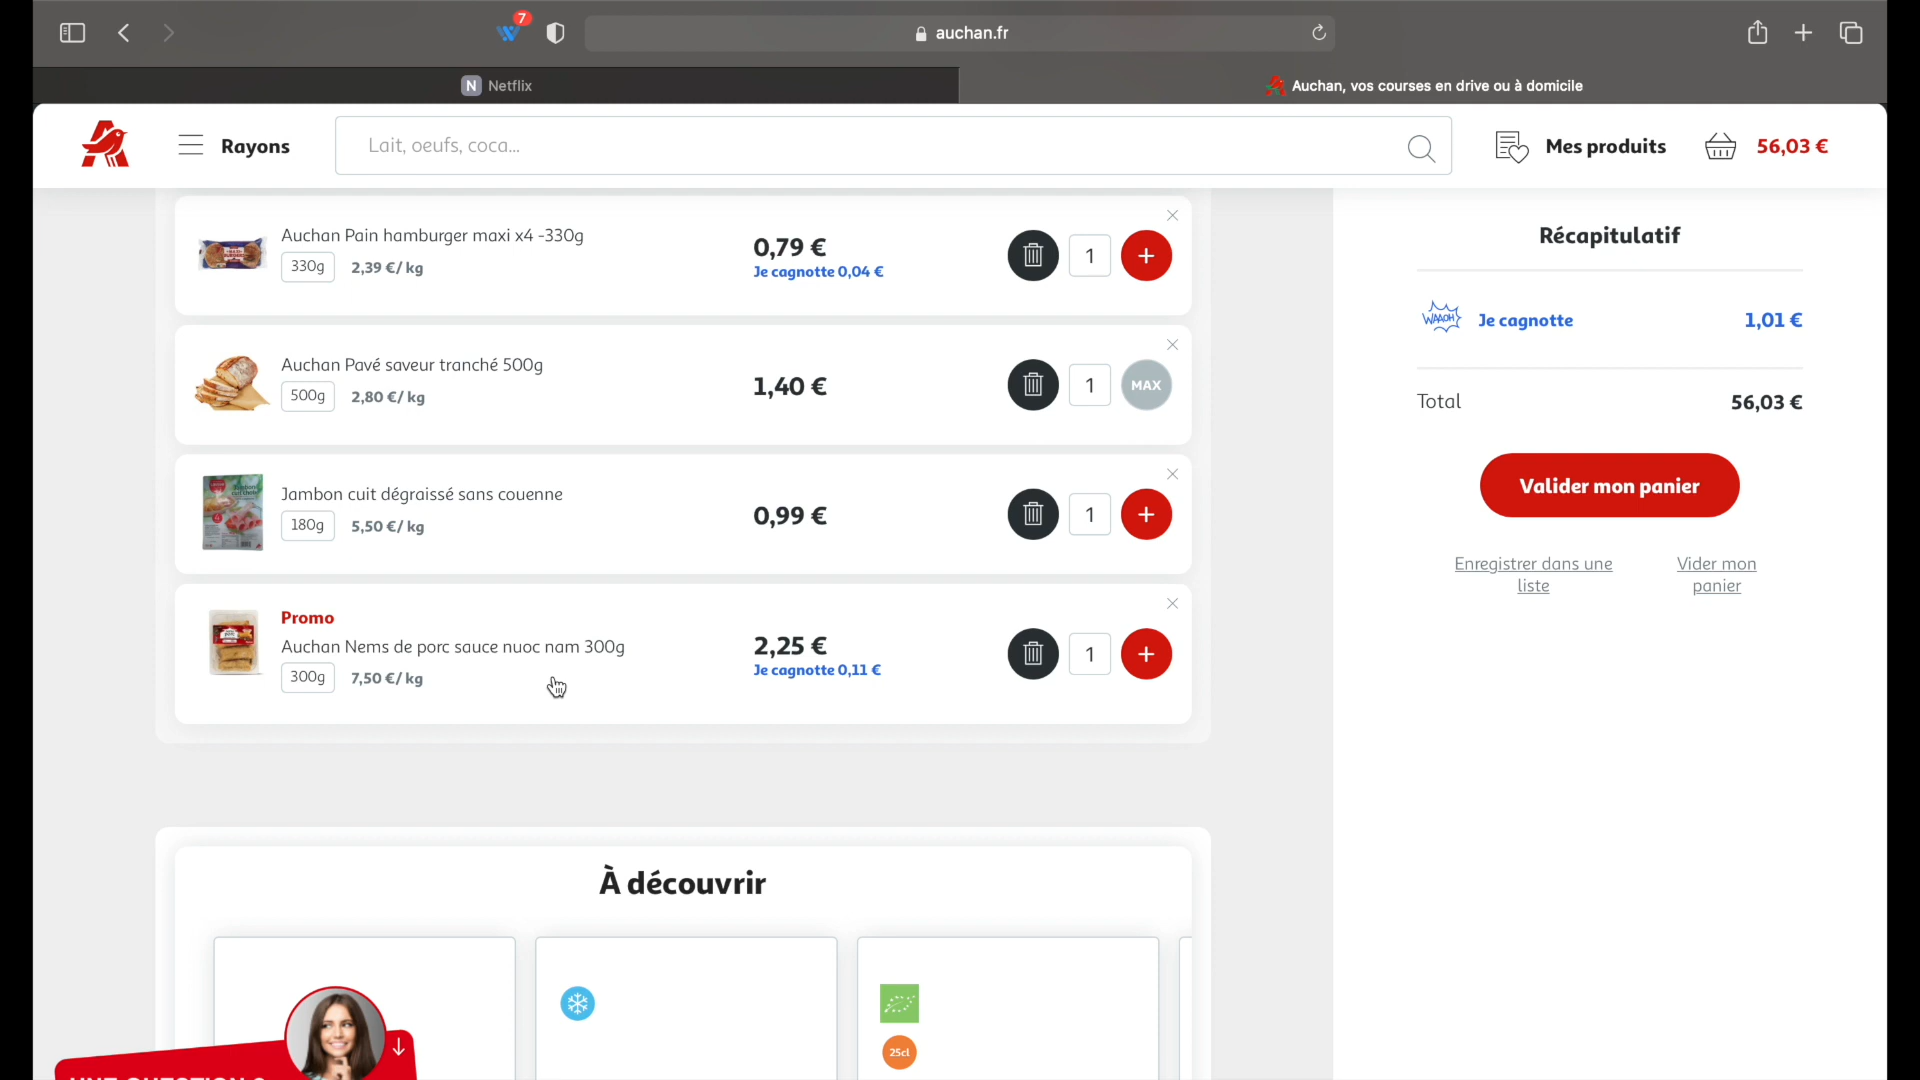 7
auchan.fr
N Netflix
Auchan, vos courses en drive ou à domicile
Rayons
Lait, oeufs, coca...
Mes produits
56,03 €
Auchan Pain hamburger maxi x4 -330g
330g 2,39 €/ kg
0,79 €
Je cagnotte 0,04 €
1
+
Auchan Pavé saveur tranché 500g
500g 2,80 €/ kg
1,40 €
1
MAX
Jambon cuit dégraissé sans couenne
180g 5,50 €/ kg
0,99 €
1
+
Promo
Auchan Nems de porc sauce nuoc nam 300g
300g 7,50 €/ kg
2,25 €
Je cagnotte 0,11 €
1
+
Récapitulatif
WAAOH Je cagnotte 1,01 €
Total 56,03 €
Valider mon panier
Enregistrer dans une
liste
Vider mon
panier
À découvrir
25cl
UNE QUESTION ?